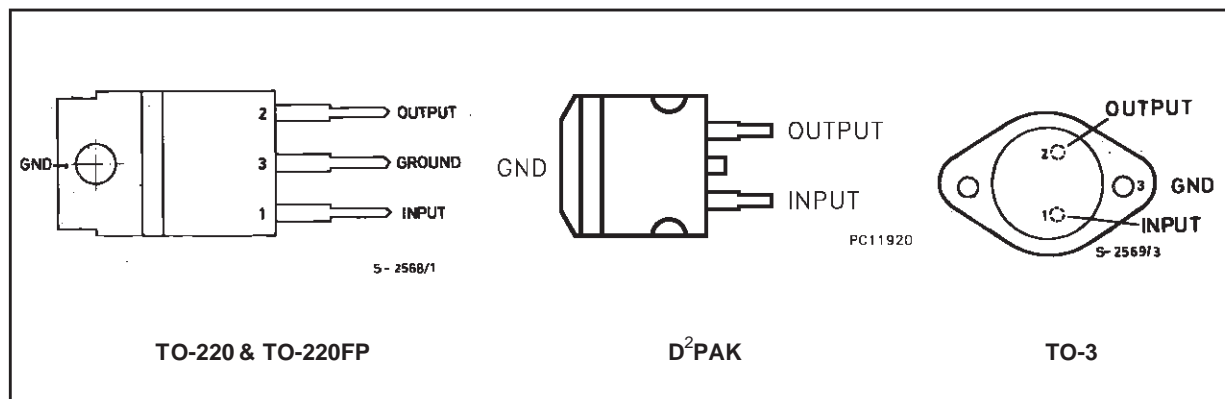 2 OUTPUT
GND 3 GROUND
1 INPUT
S-2568/1
TO-220 & TO-220FP
OUTPUT
GND
INPUT
PC11920
D²PAK
OUTPUT
2
3 GND
1
INPUT
S-2569/3
TO-3